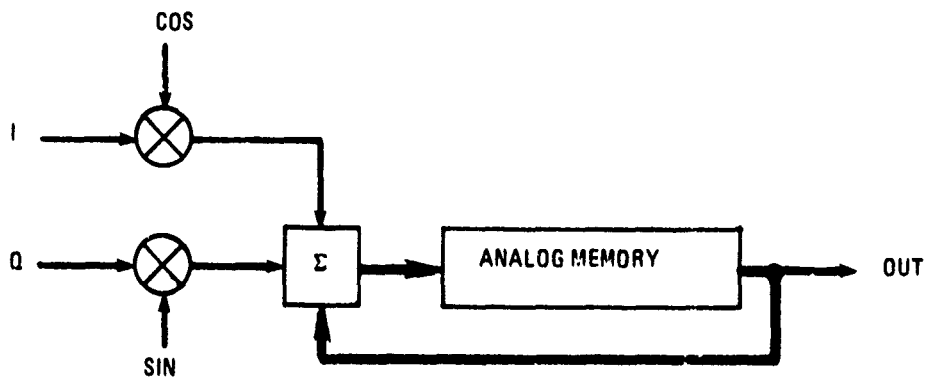 COS
I
Q
Σ
ANALOG MEMORY
OUT
SIN